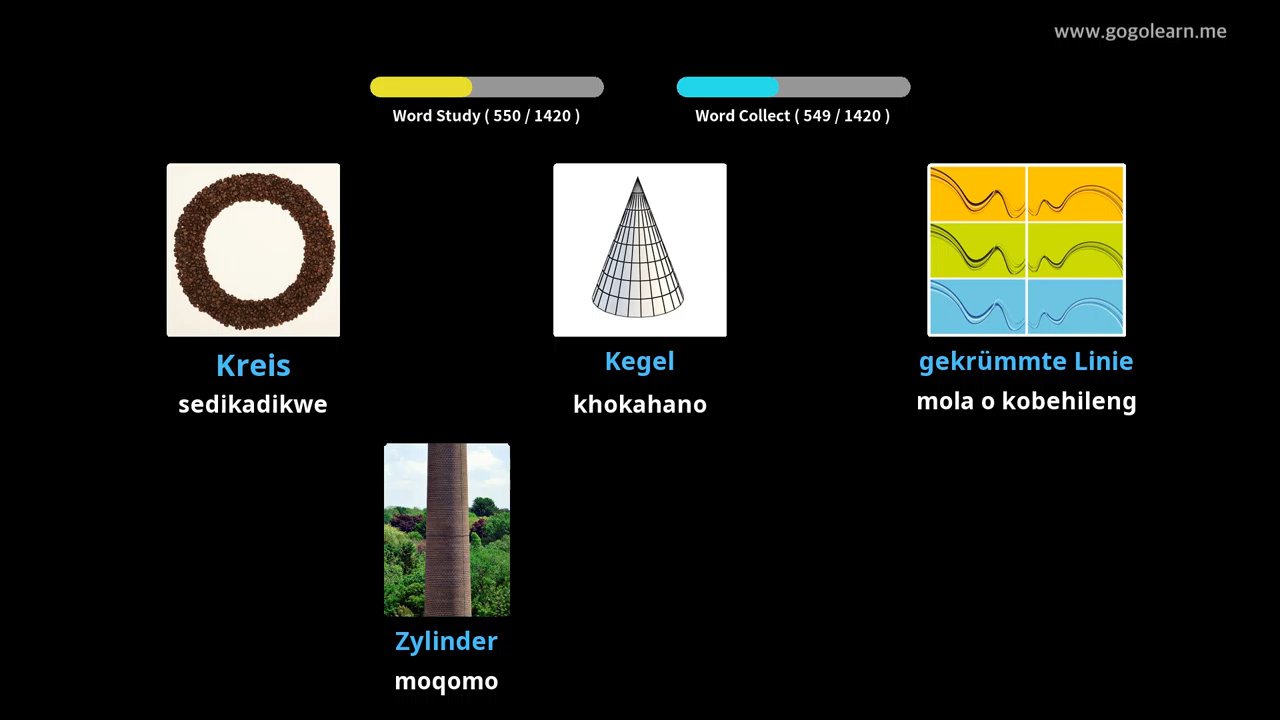 www.gogolearn.me
Word Study ( 550 / 1420 )
Word Collect ( 549 / 1420 )
Kreis
sedikadikwe
Kegel
khokahano
gekrümmte Linie
mola o kobehileng
Zylinder
moqomo